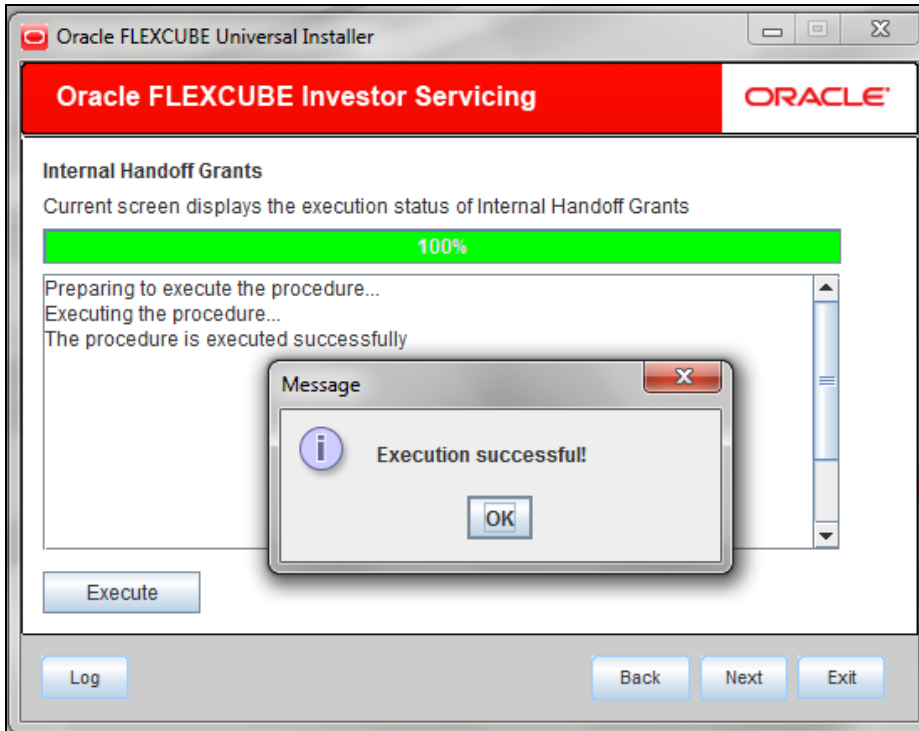 Oracle FLEXCUBE Universal Installer
Oracle FLEXCUBE Investor Servicing
ORACLE
Internal Handoff Grants
Current screen displays the execution status of Internal Handoff Grants
100%
Preparing to execute the procedure...
Executing the procedure...
The procedure is executed successfully
Message
i
Execution successful!
OK
Execute
Log
Back
Next
Exit